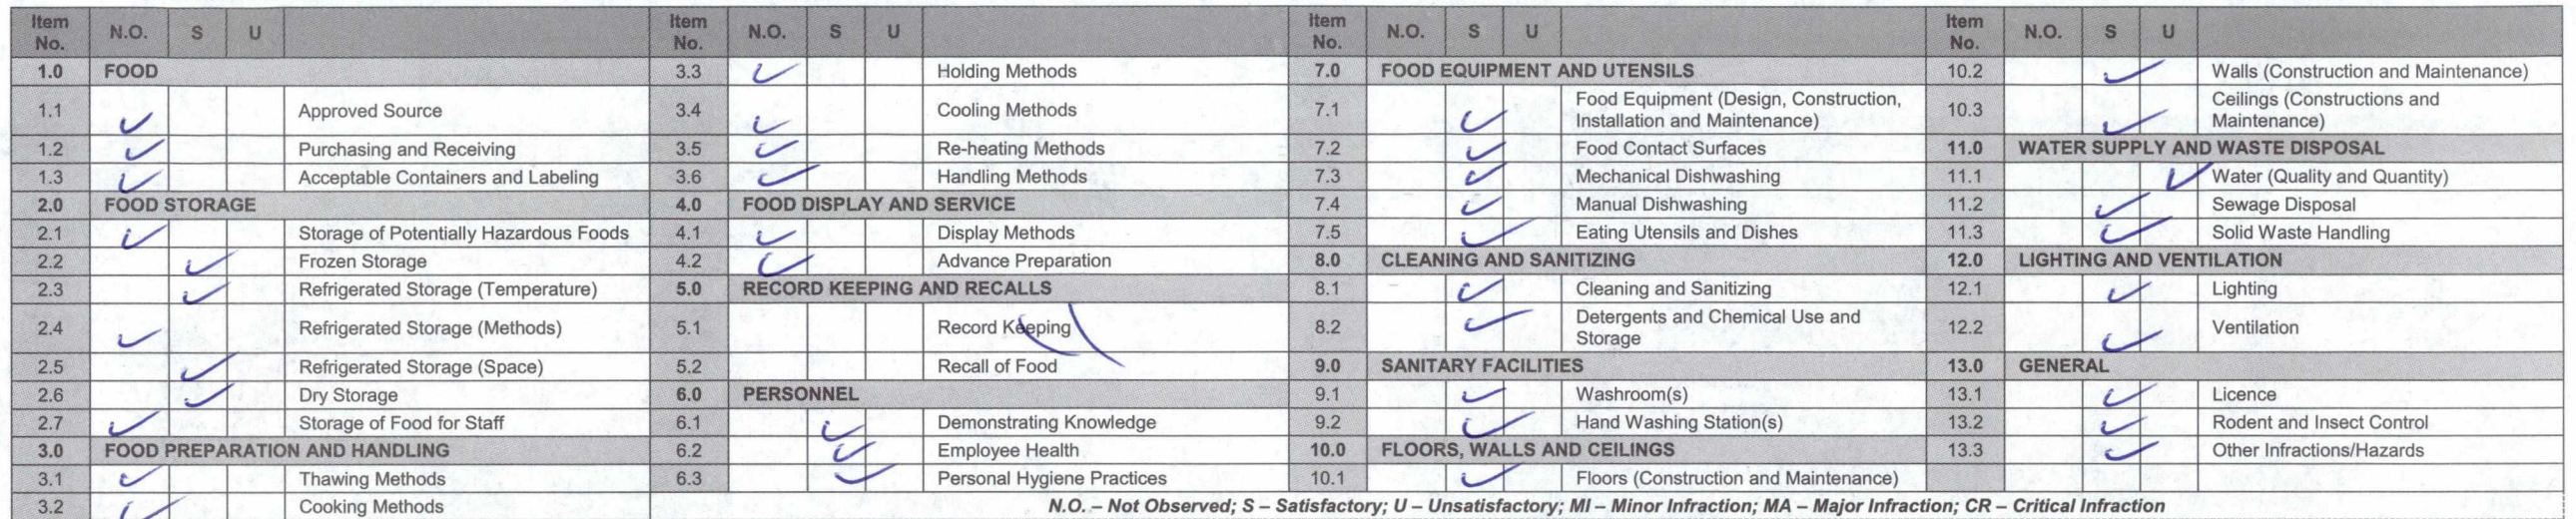 Item No. N.O. S U
1.0 FOOD
1.1 ✓ Approved Source
1.2 ✓ Purchasing and Receiving
1.3 ✓ Acceptable Containers and Labeling
2.0 FOOD STORAGE
2.1 ✓ Storage of Potentially Hazardous Foods
2.2 ✓ Frozen Storage
2.3 ✓ Refrigerated Storage (Temperature)
2.4 ✓ Refrigerated Storage (Methods)
2.5 ✓ Refrigerated Storage (Space)
2.6 ✓ Dry Storage
2.7 ✓ Storage of Food for Staff
3.0 FOOD PREPARATION AND HANDLING
3.1 ✓ Thawing Methods
3.2 ✓ Cooking Methods
Item No. N.O. S U
3.3 ✓ Holding Methods
3.4 ✓ Cooling Methods
3.5 ✓ Re-heating Methods
3.6 ✓ Handling Methods
4.0 FOOD DISPLAY AND SERVICE
4.1 ✓ Display Methods
4.2 ✓ Advance Preparation
5.0 RECORD KEEPING AND RECALLS
5.1 Record Keeping
5.2 Recall of Food
6.0 PERSONNEL
6.1 ✓ Demonstrating Knowledge
6.2 ✓ Employee Health
6.3 ✓ Personal Hygiene Practices
Item No. N.O. S U
7.0 FOOD EQUIPMENT AND UTENSILS
7.1 ✓ Food Equipment (Design, Construction,
Installation and Maintenance)
7.2 ✓ Food Contact Surfaces
7.3 ✓ Mechanical Dishwashing
7.4 ✓ Manual Dishwashing
7.5 ✓ Eating Utensils and Dishes
8.0 CLEANING AND SANITIZING
8.1 ✓ Cleaning and Sanitizing
8.2 ✓ Detergents and Chemical Use and
Storage
9.0 SANITARY FACILITIES
9.1 ✓ Washroom(s)
9.2 ✓ Hand Washing Station(s)
10.0 FLOORS, WALLS AND CEILINGS
10.1 ✓ Floors (Construction and Maintenance)
Item No. N.O. S U
10.2 ✓ Walls (Construction and Maintenance)
10.3 ✓ Ceilings (Constructions and
Maintenance)
11.0 WATER SUPPLY AND WASTE DISPOSAL
11.1 ✓ Water (Quality and Quantity)
11.2 ✓ Sewage Disposal
11.3 ✓ Solid Waste Handling
12.0 LIGHTING AND VENTILATION
12.1 ✓ Lighting
12.2 ✓ Ventilation
13.0 GENERAL
13.1 ✓ Licence
13.2 ✓ Rodent and Insect Control
13.3 ✓ Other Infractions/Hazards
N.O. – Not Observed; S – Satisfactory; U – Unsatisfactory; MI – Minor Infraction; MA – Major Infraction; CR – Critical Infraction